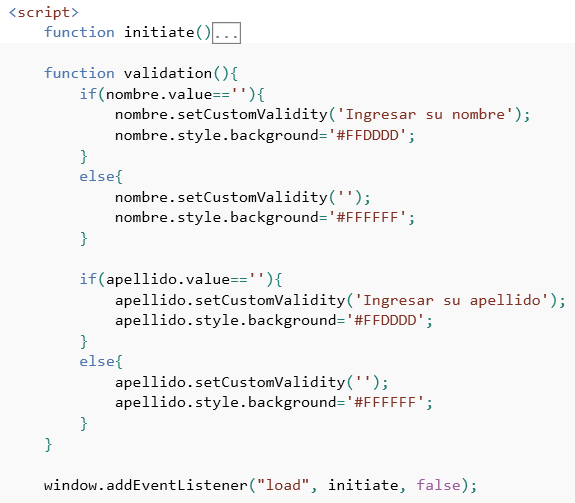 <script>
function initiate()...
function validation(){
if(nombre.value==''){
nombre.setCustomValidity('Ingresar su nombre');
nombre.style.background='#FFDDDD';
}
else{
nombre.setCustomValidity('');
nombre.style.background='#FFFFFF';
}
if(apellido.value==''){
apellido.setCustomValidity('Ingresar su apellido');
apellido.style.background='#FFDDDD';
}
else{
apellido.setCustomValidity('');
apellido.style.background='#FFFFFF';
}
}
window.addEventListener("load", initiate, false);